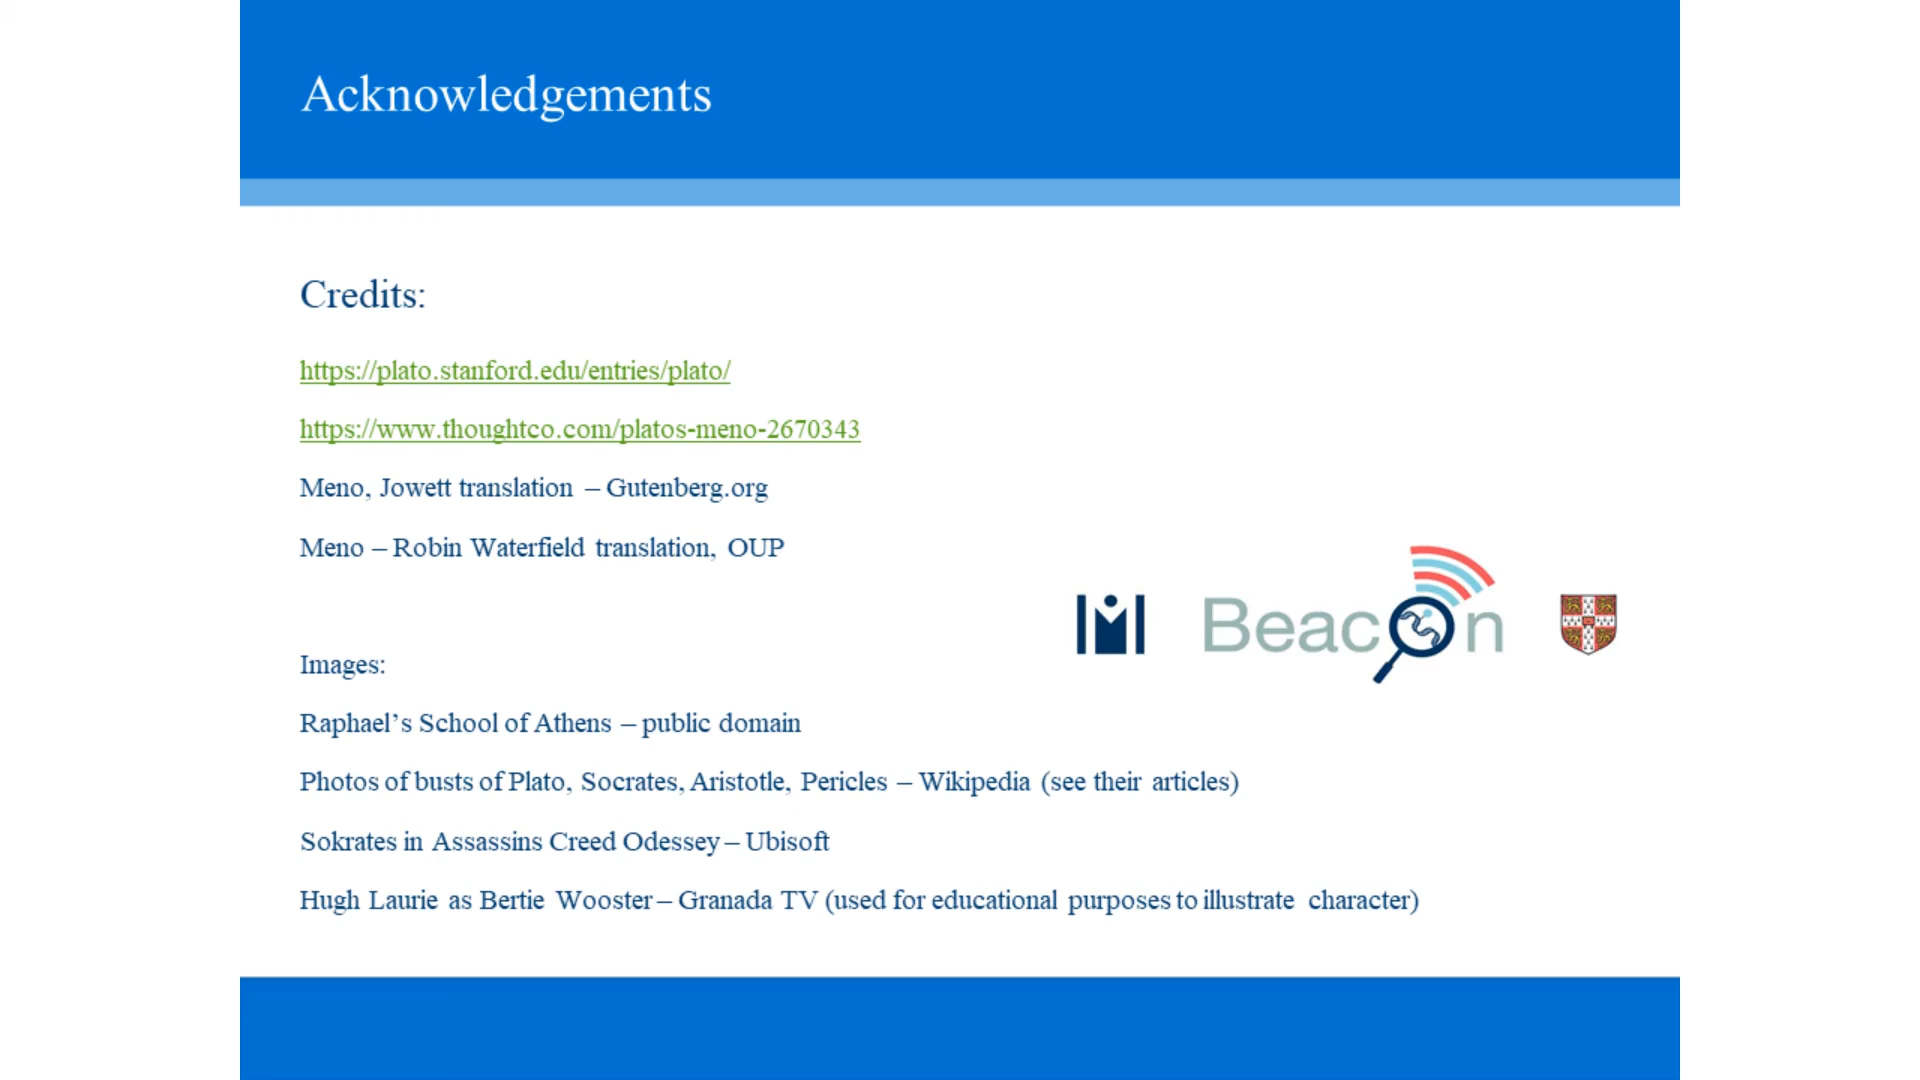 Acknowledgements
Credits:
https://plato.stanford.edu/entries/plato/
https://www.thoughtco.com/platos-meno-2670343
Meno, Jowett translation – Gutenberg.org
Meno – Robin Waterfield translation, OUP
Beacon
Images:
Raphael’s School of Athens – public domain
Photos of busts of Plato, Socrates, Aristotle, Pericles – Wikipedia (see their articles)
Sokrates in Assassins Creed Odessey – Ubisoft
Hugh Laurie as Bertie Wooster – Granada TV (used for educational purposes to illustrate character)